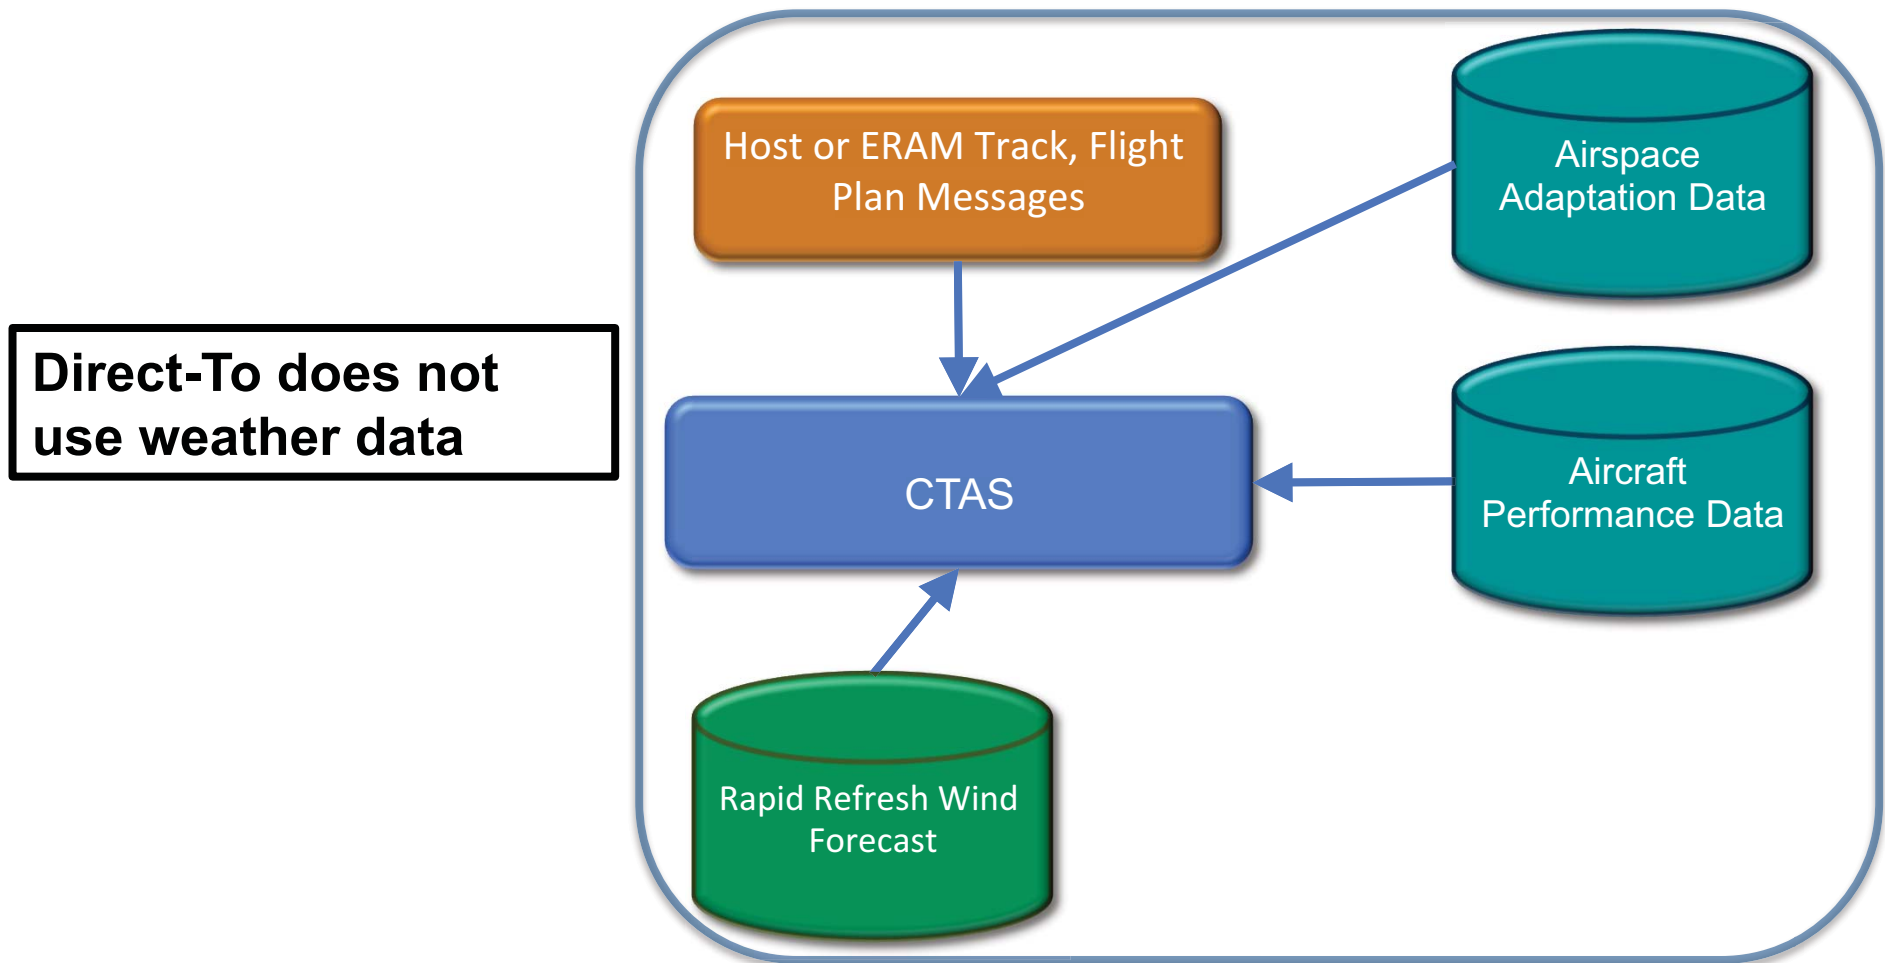 Direct-To does not
use weather data
Host or ERAM Track, Flight
Plan Messages
Airspace
Adaptation Data
CTAS
Aircraft
Performance Data
Rapid Refresh Wind
Forecast